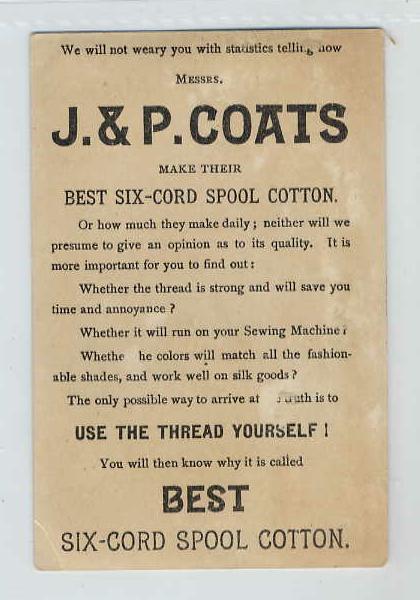 We will not weary you with statistics telling how
MESSRS.
J. & P. COATS
MAKE THEIR
BEST SIX-CORD SPOOL COTTON.
Or how much they make daily; neither will we
presume to give an opinion as to its quality. It is
more important for you to find out:
Whether the thread is strong and will save you
time and annoyance?
Whether it will run on your Sewing Machine?
Whethe he colors will match all the fashion-
able shades, and work well on silk goods?
The only possible way to arrive at truth is to
USE THE THREAD YOURSELF!
You will then know why it is called
BEST
SIX-CORD SPOOL COTTON.